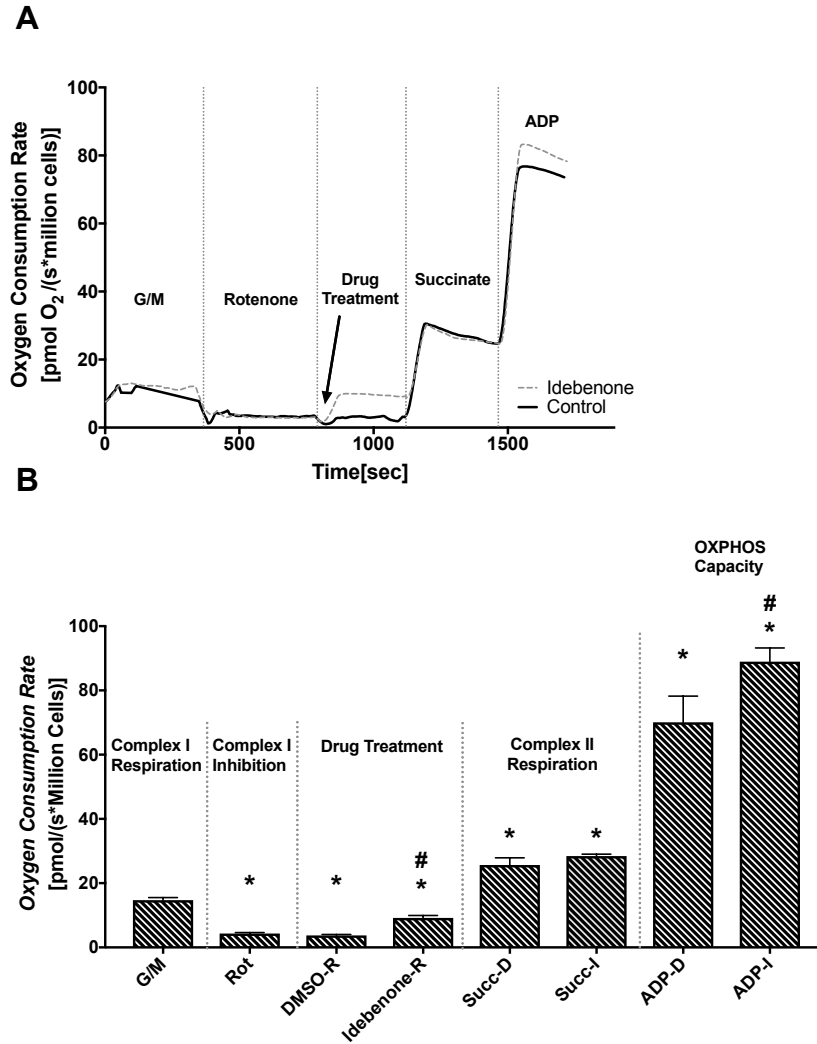 A
Oxygen Consumption Rate
[pmol O2 /(s*million cells)]
100
80
60
40
20
0
G/M
Rotenone
Drug
Treatment
Succinate
ADP
Idebenone
Control
0
500
1000
1500
Time[sec]
B
Oxygen Consumption Rate
[pmol/(s*Million Cells)]
100
80
60
40
20
0
OXPHOS
Capacity
Complex I
Respiration
Complex I
Inhibition
Drug Treatment
Complex II
Respiration
*
*
#
*
*
*
*
#
*
G/M
Rot
DMSO-R
Idebenone-R
Succ-D
Succ-I
ADP-D
ADP-I